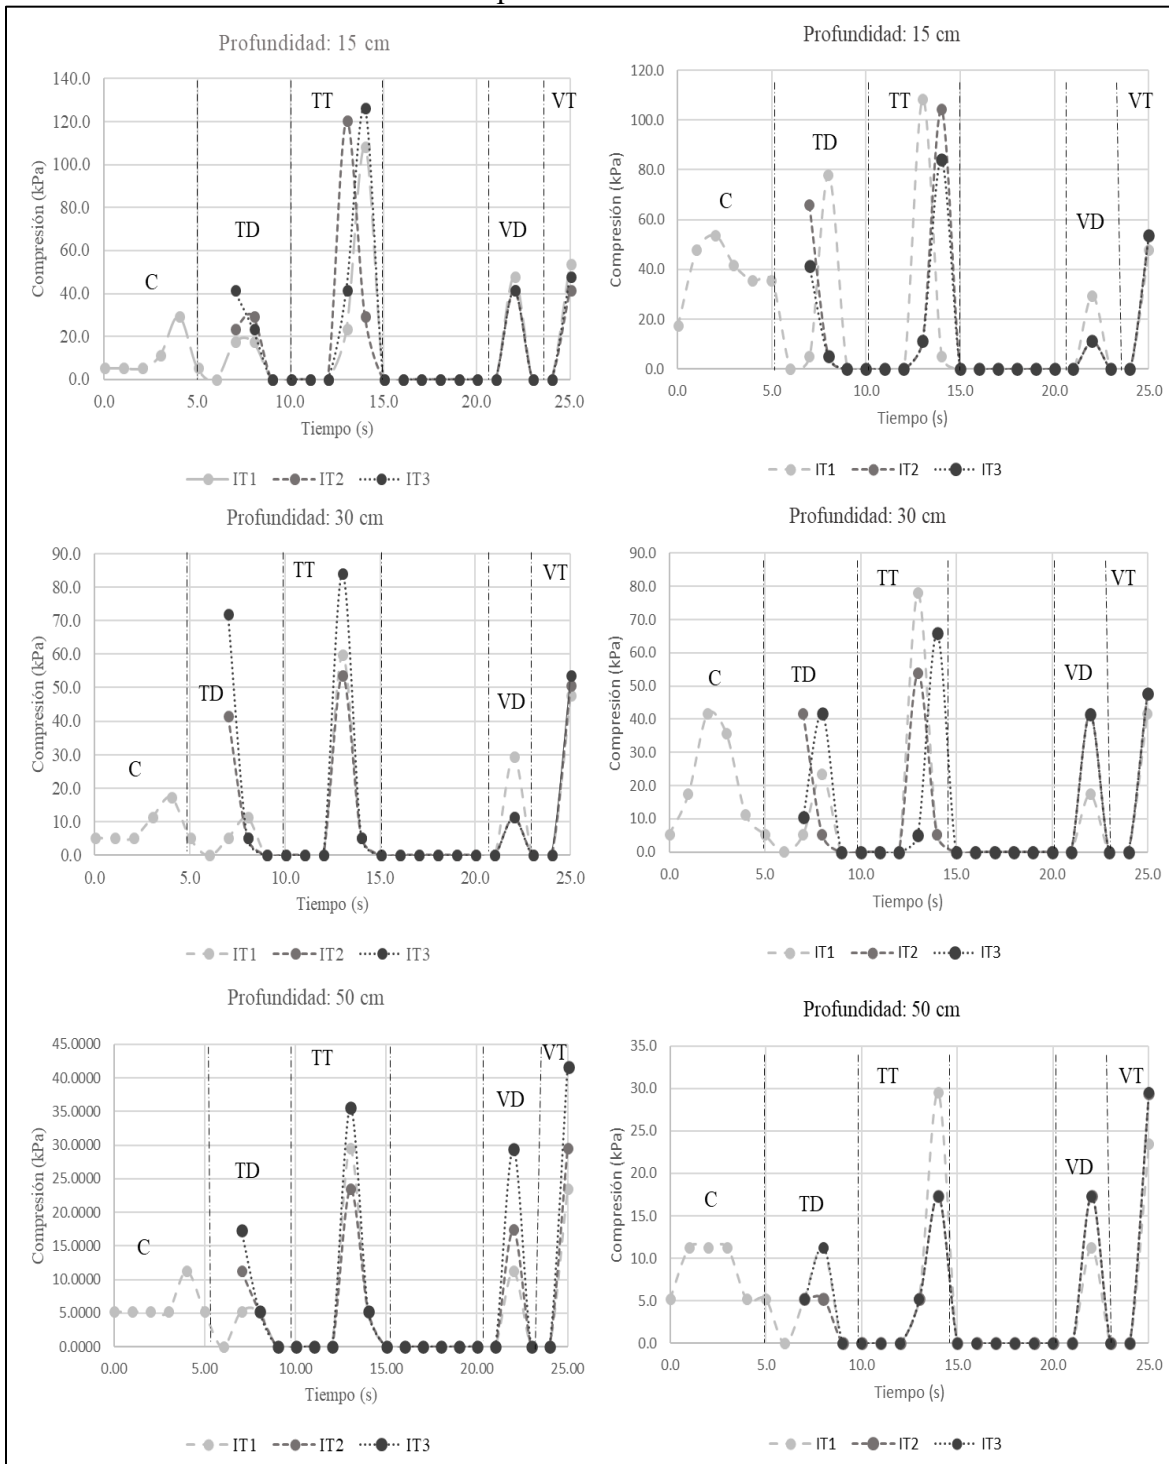 Profundidad: 15 cm
Compresión (kPa)
140.0
120.0
100.0
80.0
60.0
40.0
20.0
0.0
C
TD
TT
VD
VT
0.0 5.0 10.0 15.0 20.0 25.0
Tiempo (s)
IT1 IT2 IT3
Profundidad: 15 cm
Compresión (kPa)
120.0
100.0
80.0
60.0
40.0
20.0
0.0
C
TD
TT
VD
VT
0.0 5.0 10.0 15.0 20.0 25.0
Tiempo (s)
IT1 IT2 IT3
Profundidad: 30 cm
Compresión (kPa)
90.0
80.0
70.0
60.0
50.0
40.0
30.0
20.0
10.0
0.0
C
TD
TT
VD
VT
0.0 5.0 10.0 15.0 20.0 25.0
Tiempo (s)
IT1 IT2 IT3
Profundidad: 30 cm
Compresión (kPa)
90.0
80.0
70.0
60.0
50.0
40.0
30.0
20.0
10.0
0.0
C
TD
TT
VD
VT
0.0 5.0 10.0 15.0 20.0 25.0
Tiempo (s)
IT1 IT2 IT3
Profundidad: 50 cm
Compresión (kPa)
45.0000
40.0000
35.0000
30.0000
25.0000
20.0000
15.0000
10.0000
5.0000
0.0000
C
TD
TT
VD
VT
0.00 5.00 10.00 15.00 20.00 25.00
Tiempo (s)
IT1 IT2 IT3
Profundidad: 50 cm
Compresión (kPa)
35.0
30.0
25.0
20.0
15.0
10.0
5.0
0.0
C
TD
TT
VD
VT
0.0 5.0 10.0 15.0 20.0 25.0
Tiempo (s)
IT1 IT2 IT3